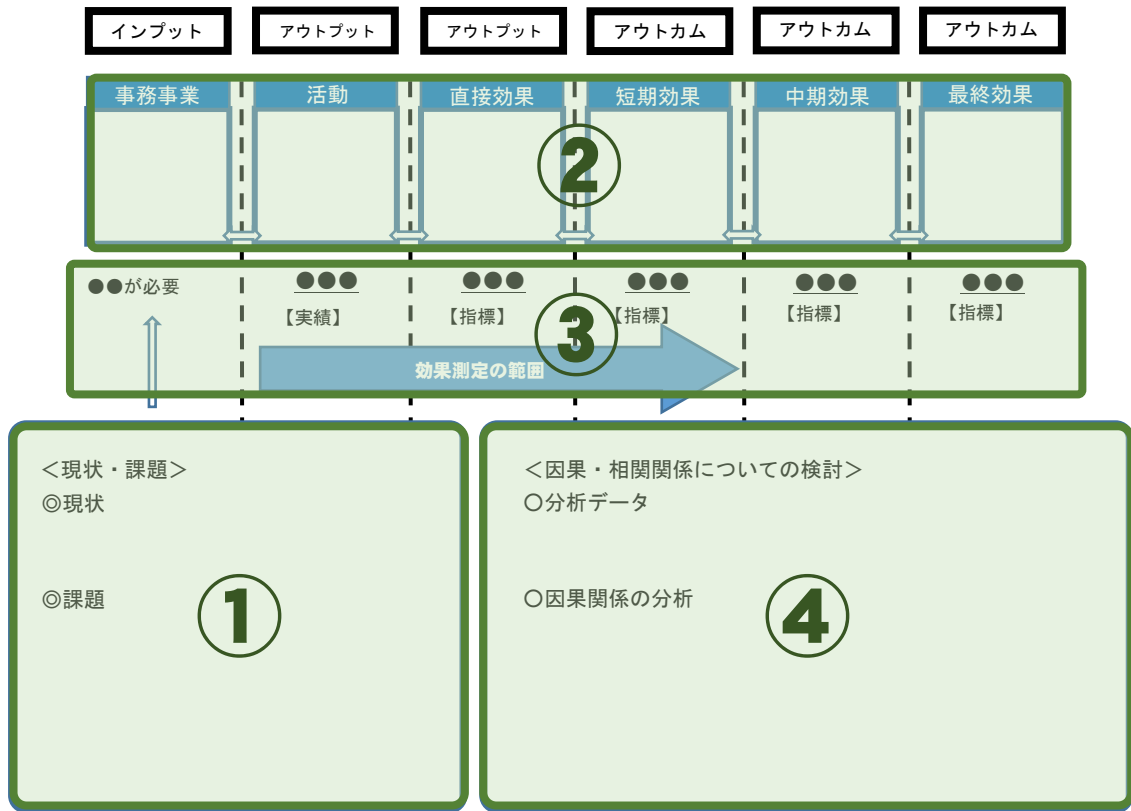 インプット
アウトプット
アウトプット
アウトカム
アウトカム
アウトカム
事務事業
活動
直接効果
短期効果
中期効果
最終効果
②
●●が必要
●●●
●●●
●●●
●●●
●●●
【実績】
【指標】
【指標】
【指標】
【指標】
③
効果測定の範囲
＜現状・課題＞
◎現状
◎課題
①
＜因果・相関関係についての検討＞
〇分析データ
〇因果関係の分析
④